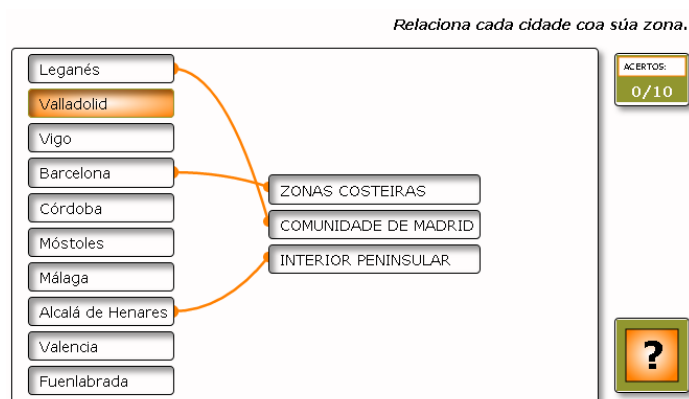 Relaciona cada cidade coa súa zona.
Leganés
Valladolid
Vigo
Barcelona
Córdoba
Móstoles
Málaga
Alcalá de Henares
Valencia
Fuenlabrada
ZONAS COSTEIRAS
COMUNIDADE DE MADRID
INTERIOR PENINSULAR
ACERTOS:
0/10
?